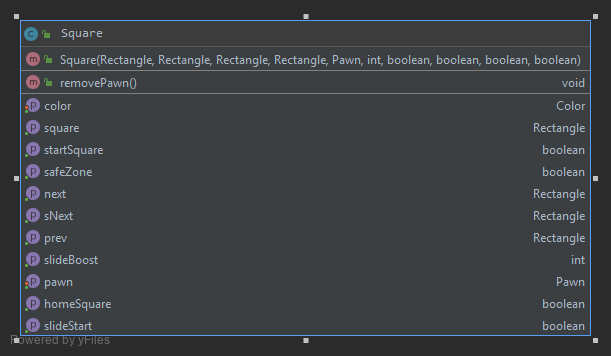 C Square
m Square(Rectangle, Rectangle, Rectangle, Rectangle, Pawn, int, boolean, boolean, boolean, boolean)
m removePawn() void
p color Color
p square Rectangle
p startSquare boolean
p safeZone boolean
p next Rectangle
p sNext Rectangle
p prev Rectangle
p slideBoost int
p pawn Pawn
p homeSquare boolean
p slideStart boolean
Powered by yFiles